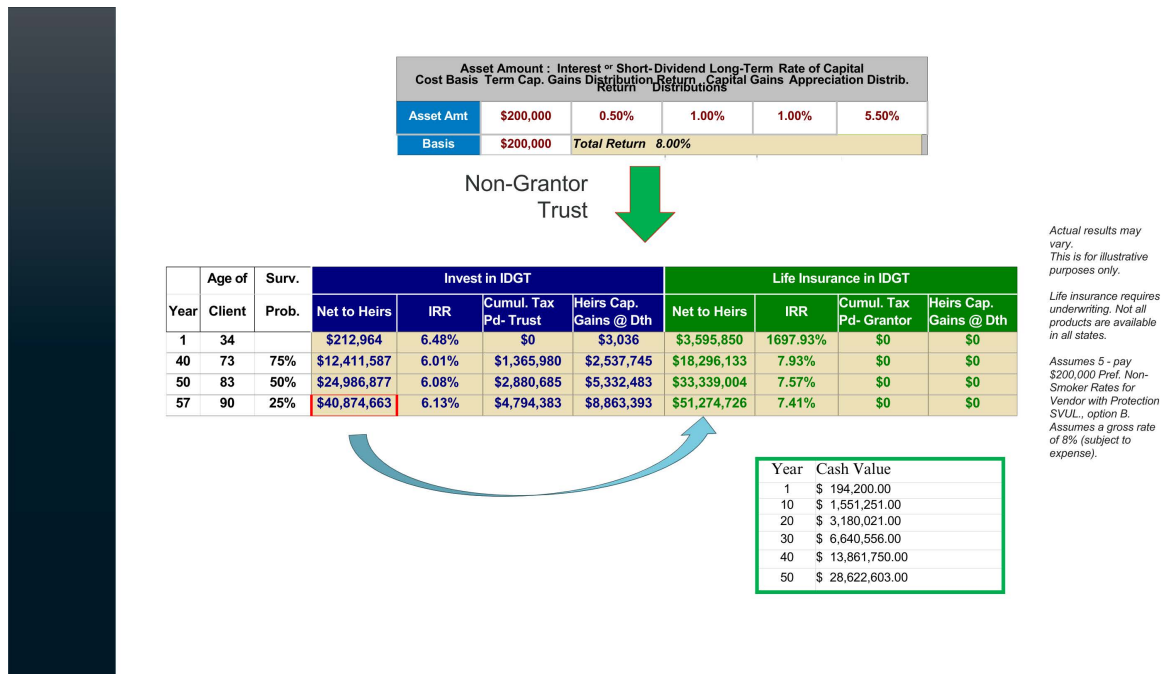 Asset Amount : Interest or Short- Dividend Long-Term Rate of Capital
Cost Basis Term Cap. Gains Distribution Return Capital Gains Appreciation Distrib.
Return Distributions
Asset Amt $200,000 0.50% 1.00% 1.00% 5.50%
Basis $200,000 Total Return 8.00%
Non-Grantor
Trust
Actual results may
vary.
This is for illustrative
purposes only.
Life insurance requires
underwriting. Not all
products are available
in all states.
Assumes 5 - pay
$200,000 Pref. Non-
Smoker Rates for
Vendor with Protection
SVUL., option B.
Assumes a gross rate
of 8% (subject to
expense).
Age of Surv. Invest in IDGT Life Insurance in IDGT
Year Client Prob. Net to Heirs IRR Cumul. Tax Pd- Trust Heirs Cap. Gains @ Dth Net to Heirs IRR Cumul. Tax Pd- Grantor Heirs Cap. Gains @ Dth
1 34 $212,964 6.48% $0 $3,036 $3,595,850 1697.93% $0 $0
40 73 75% $12,411,587 6.01% $1,365,980 $2,537,745 $18,296,133 7.93% $0 $0
50 83 50% $24,986,877 6.08% $2,880,685 $5,332,483 $33,339,004 7.57% $0 $0
57 90 25% $40,874,663 6.13% $4,794,383 $8,863,393 $51,274,726 7.41% $0 $0
Year Cash Value
1 $ 194,200.00
10 $ 1,551,251.00
20 $ 3,180,021.00
30 $ 6,640,556.00
40 $ 13,861,750.00
50 $ 28,622,603.00